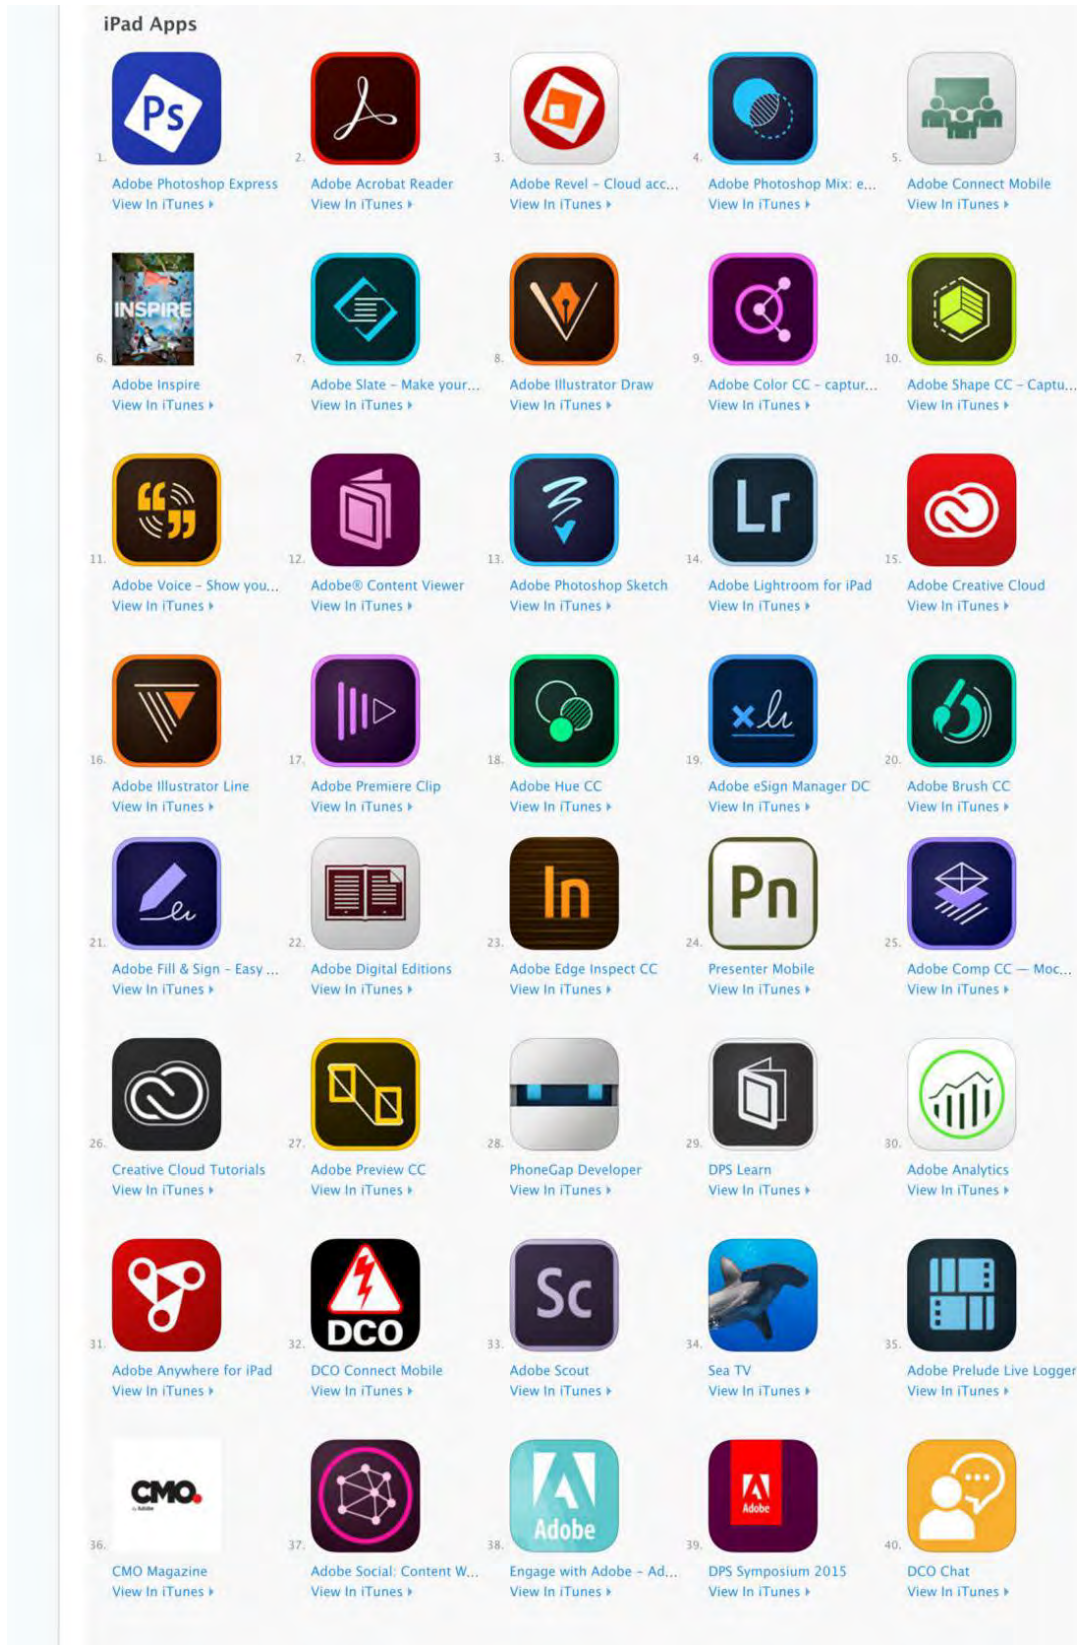 iPad Apps
Ps
1.
2.
3.
4.
5.
Adobe Photoshop Express
Adobe Acrobat Reader
Adobe Revel – Cloud acc...
Adobe Photoshop Mix: e...
Adobe Connect Mobile
View In iTunes
View In iTunes
View In iTunes
View In iTunes
View In iTunes
INSPIRE
6.
7.
8.
9.
10.
Adobe Inspire
Adobe Slate – Make your...
Adobe Illustrator Draw
Adobe Color CC – captur...
Adobe Shape CC – Captu...
View In iTunes
View In iTunes
View In iTunes
View In iTunes
View In iTunes
Lr
11.
12.
13.
14.
15.
Adobe Voice – Show you...
Adobe® Content Viewer
Adobe Photoshop Sketch
Adobe Lightroom for iPad
Adobe Creative Cloud
View In iTunes
View In iTunes
View In iTunes
View In iTunes
View In iTunes
16.
17.
18.
19.
20.
Adobe Illustrator Line
Adobe Premiere Clip
Adobe Hue CC
Adobe eSign Manager DC
Adobe Brush CC
View In iTunes
View In iTunes
View In iTunes
View In iTunes
View In iTunes
In
Pn
21.
22.
23.
24.
25.
Adobe Fill & Sign – Easy ...
Adobe Digital Editions
Adobe Edge Inspect CC
Presenter Mobile
Adobe Comp CC — Moc...
View In iTunes
View In iTunes
View In iTunes
View In iTunes
View In iTunes
26.
27.
28.
29.
30.
Creative Cloud Tutorials
Adobe Preview CC
PhoneGap Developer
DPS Learn
Adobe Analytics
View In iTunes
View In iTunes
View In iTunes
View In iTunes
View In iTunes
DCO
Sc
31.
32.
33.
34.
35.
Adobe Anywhere for iPad
DCO Connect Mobile
Adobe Scout
Sea TV
Adobe Prelude Live Logger
View In iTunes
View In iTunes
View In iTunes
View In iTunes
View In iTunes
CMO.
by Adobe
Adobe
Adobe
36.
37.
38.
39.
40.
CMO Magazine
Adobe Social: Content W...
Engage with Adobe – Ad...
DPS Symposium 2015
DCO Chat
View In iTunes
View In iTunes
View In iTunes
View In iTunes
View In iTunes